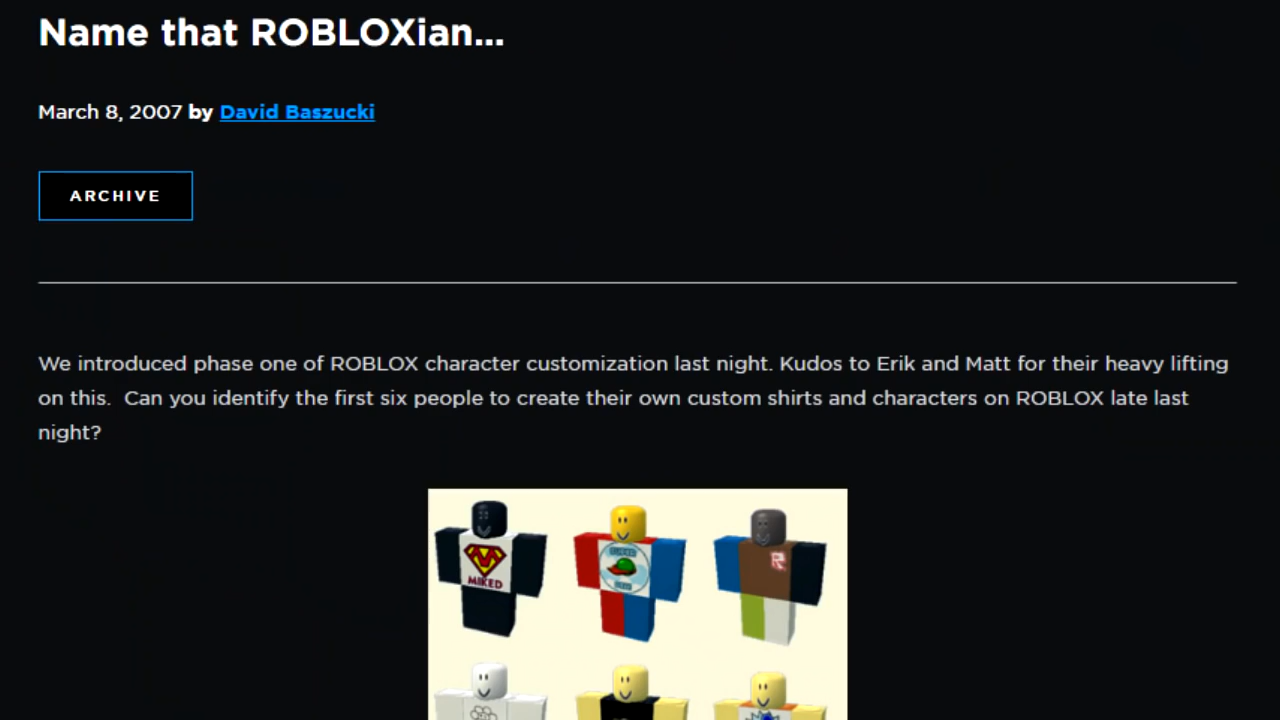 Name that ROBLOXian...
March 8, 2007 by David Baszucki
ARCHIVE
We introduced phase one of ROBLOX character customization last night. Kudos to Erik and Matt for their heavy lifting
on this.  Can you identify the first six people to create their own custom shirts and characters on ROBLOX late last
night?
MIKED
R